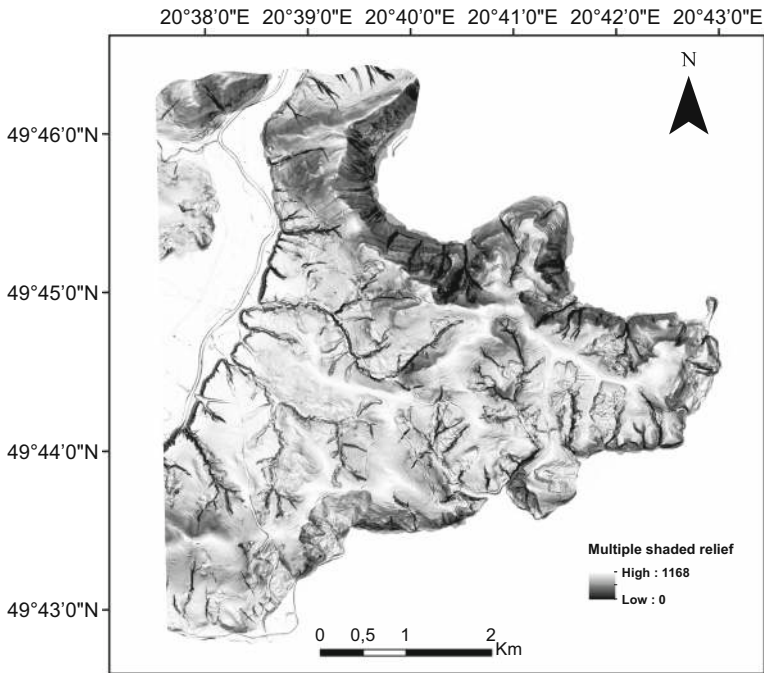 20°38'0"E 20°39'0"E 20°40'0"E 20°41'0"E 20°42'0"E 20°43'0"E
N
49°46'0"N
49°45'0"N
49°44'0"N
49°43'0"N
Multiple shaded relief
High : 1168
Low : 0
0 0,5 1 2
Km